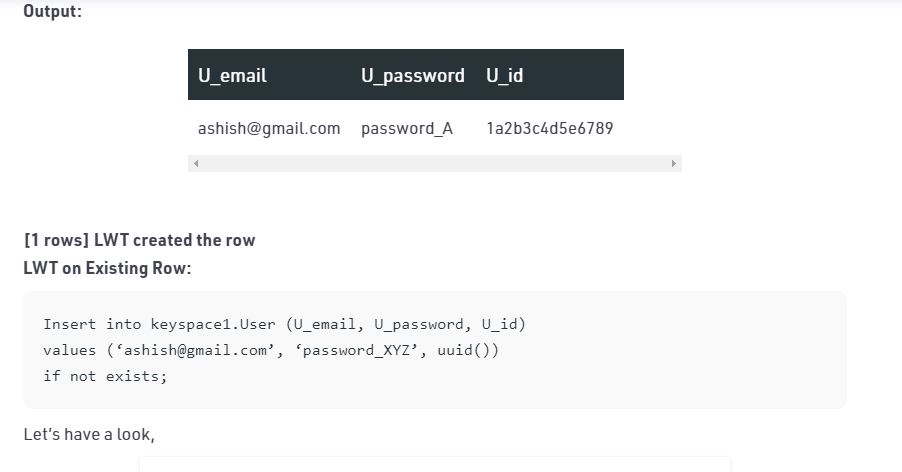 Output:
U_email U_password U_id
ashish@gmail.com password_A 1a2b3c4d5e6789
[1 rows] LWT created the row
LWT on Existing Row:
Insert into keyspace1.User (U_email, U_password, U_id)
values (‘ashish@gmail.com’, ‘password_XYZ’, uuid())
if not exists;
Let’s have a look,